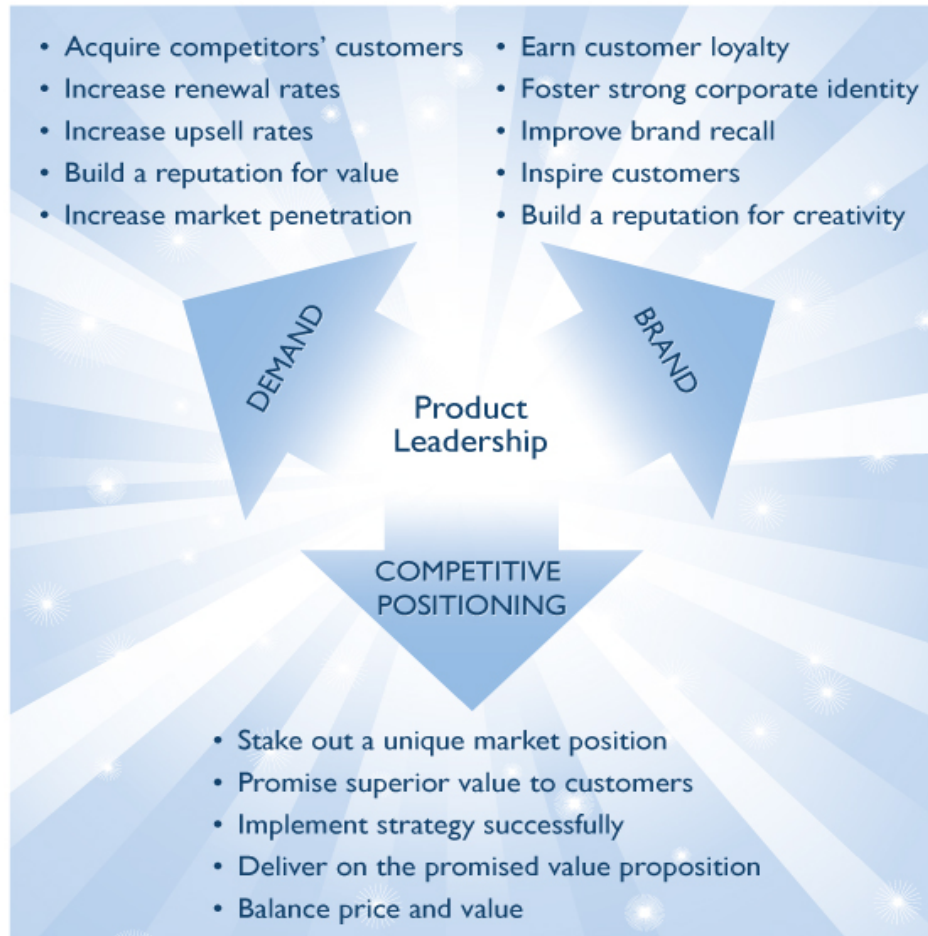 • Acquire competitors’ customers
• Increase renewal rates
• Increase upsell rates
• Build a reputation for value
• Increase market penetration
• Earn customer loyalty
• Foster strong corporate identity
• Improve brand recall
• Inspire customers
• Build a reputation for creativity
DEMAND
BRAND
Product
Leadership
COMPETITIVE
POSITIONING
• Stake out a unique market position
• Promise superior value to customers
• Implement strategy successfully
• Deliver on the promised value proposition
• Balance price and value